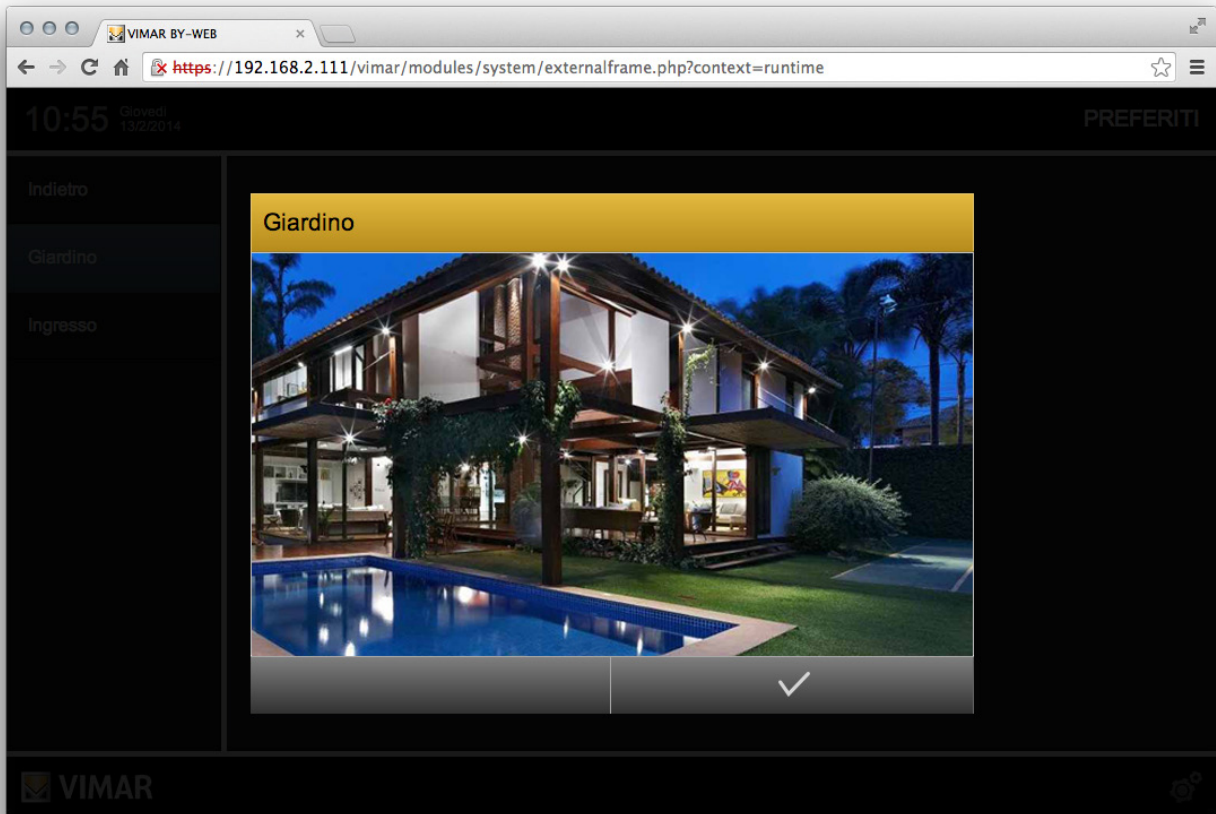 VIMAR BY-WEB
https://192.168.2.111/vimar/modules/system/externalframe.php?context=runtime
10:55
Giovedì
13/2/2014
PREFERITI
Indietro
Giardino
Ingresso
Giardino
VIMAR